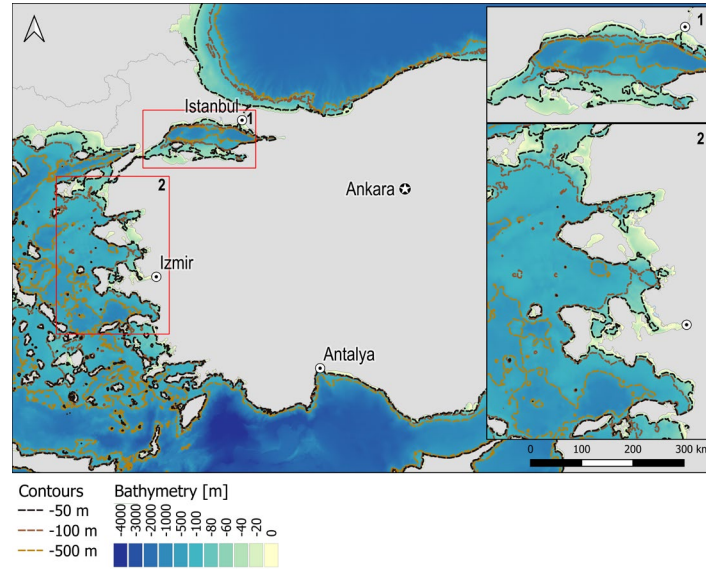 1
Istanbul
1
2
2
Ankara
Izmir
Antalya
0 100 200 300 km
Contours
-50 m
-100 m
-500 m
Bathymetry [m]
-4000
-3000
-2000
-1000
-500
-100
-80
-60
-40
-20
0